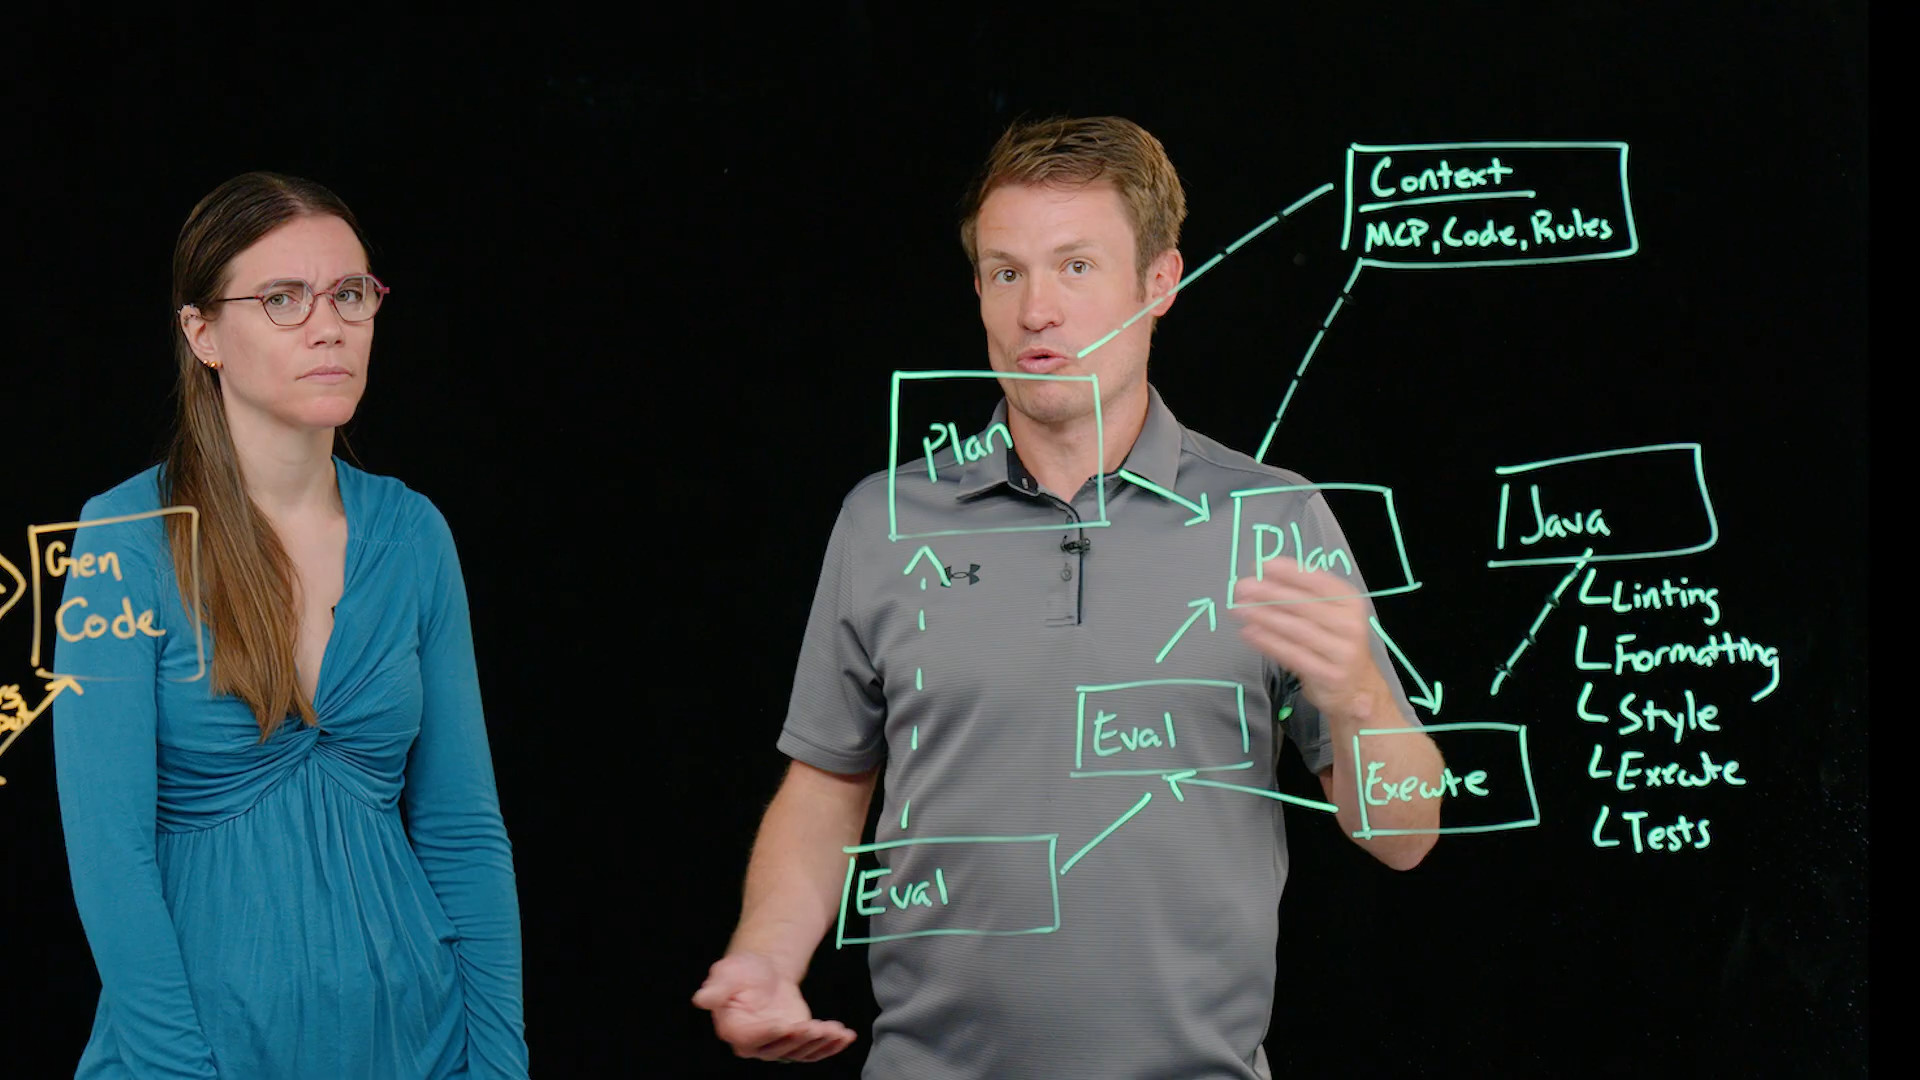 Context
MCP, Code, Rules
Plan
Plan
Java
Linting
Formatting
Style
Execute
Tests
Gen
Code
Eval
Execute
Eval